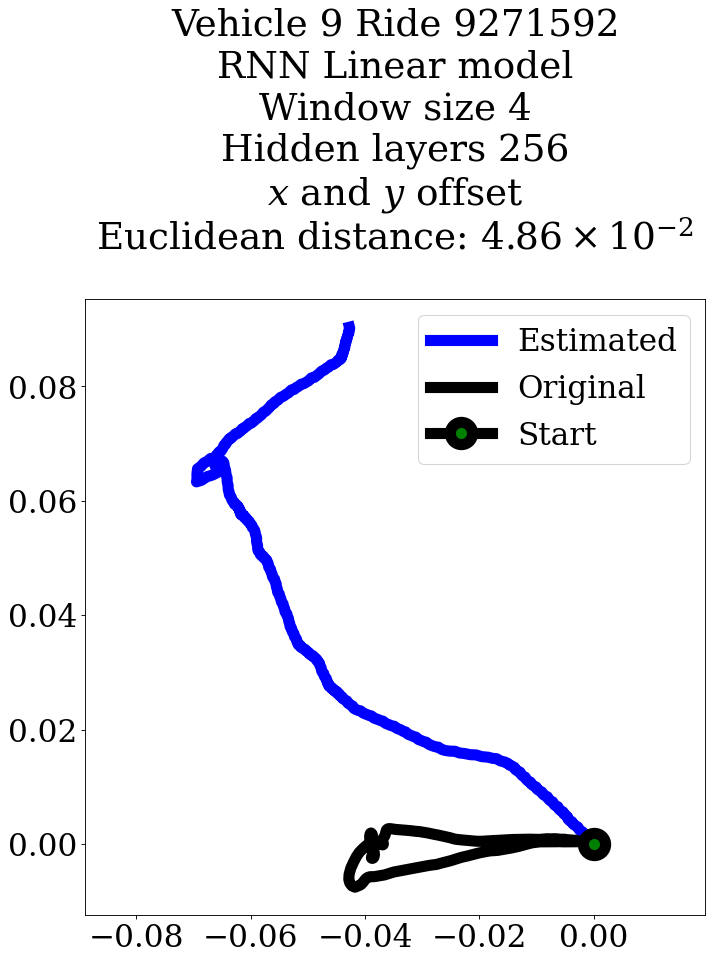 Vehicle 9 Ride 9271592
RNN Linear model
Window size 4
Hidden layers 256
x and y offset
Euclidean distance: 4.86 × 10⁻²
Estimated
Original
Start
0.08
0.06
0.04
0.02
0.00
−0.08 −0.06 −0.04 −0.02 0.00